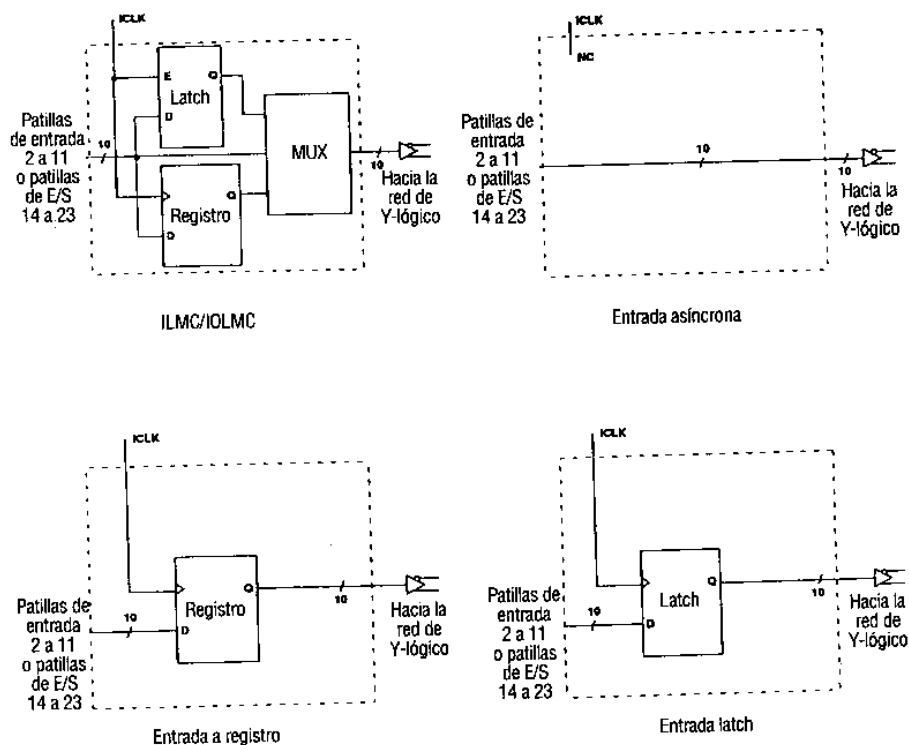 ICLK
E
Q
Latch
D
Patillas
de entrada
2 a 11
o patillas
de E/S
14 a 23
10
MUX
Q
Registro
D
10
Hacia la
red de
Y-lógico
ILMC/IOLMC
ICLK
NC
Patillas de
entrada
2 a 11
o patillas
de E/S
14 a 23
10
10
Hacia la
red de
Y-lógico
Entrada asíncrona
ICLK
Patillas de
entrada
2 a 11
o patillas
de E/S
14 a 23
10
Registro
Q
D
10
Hacia la
red de
Y-lógico
Entrada a registro
ICLK
Patillas de
entrada
2 a 11
o patillas
de E/S
14 a 23
10
Latch
Q
D
10
Hacia la
red de
Y-lógico
Entrada latch